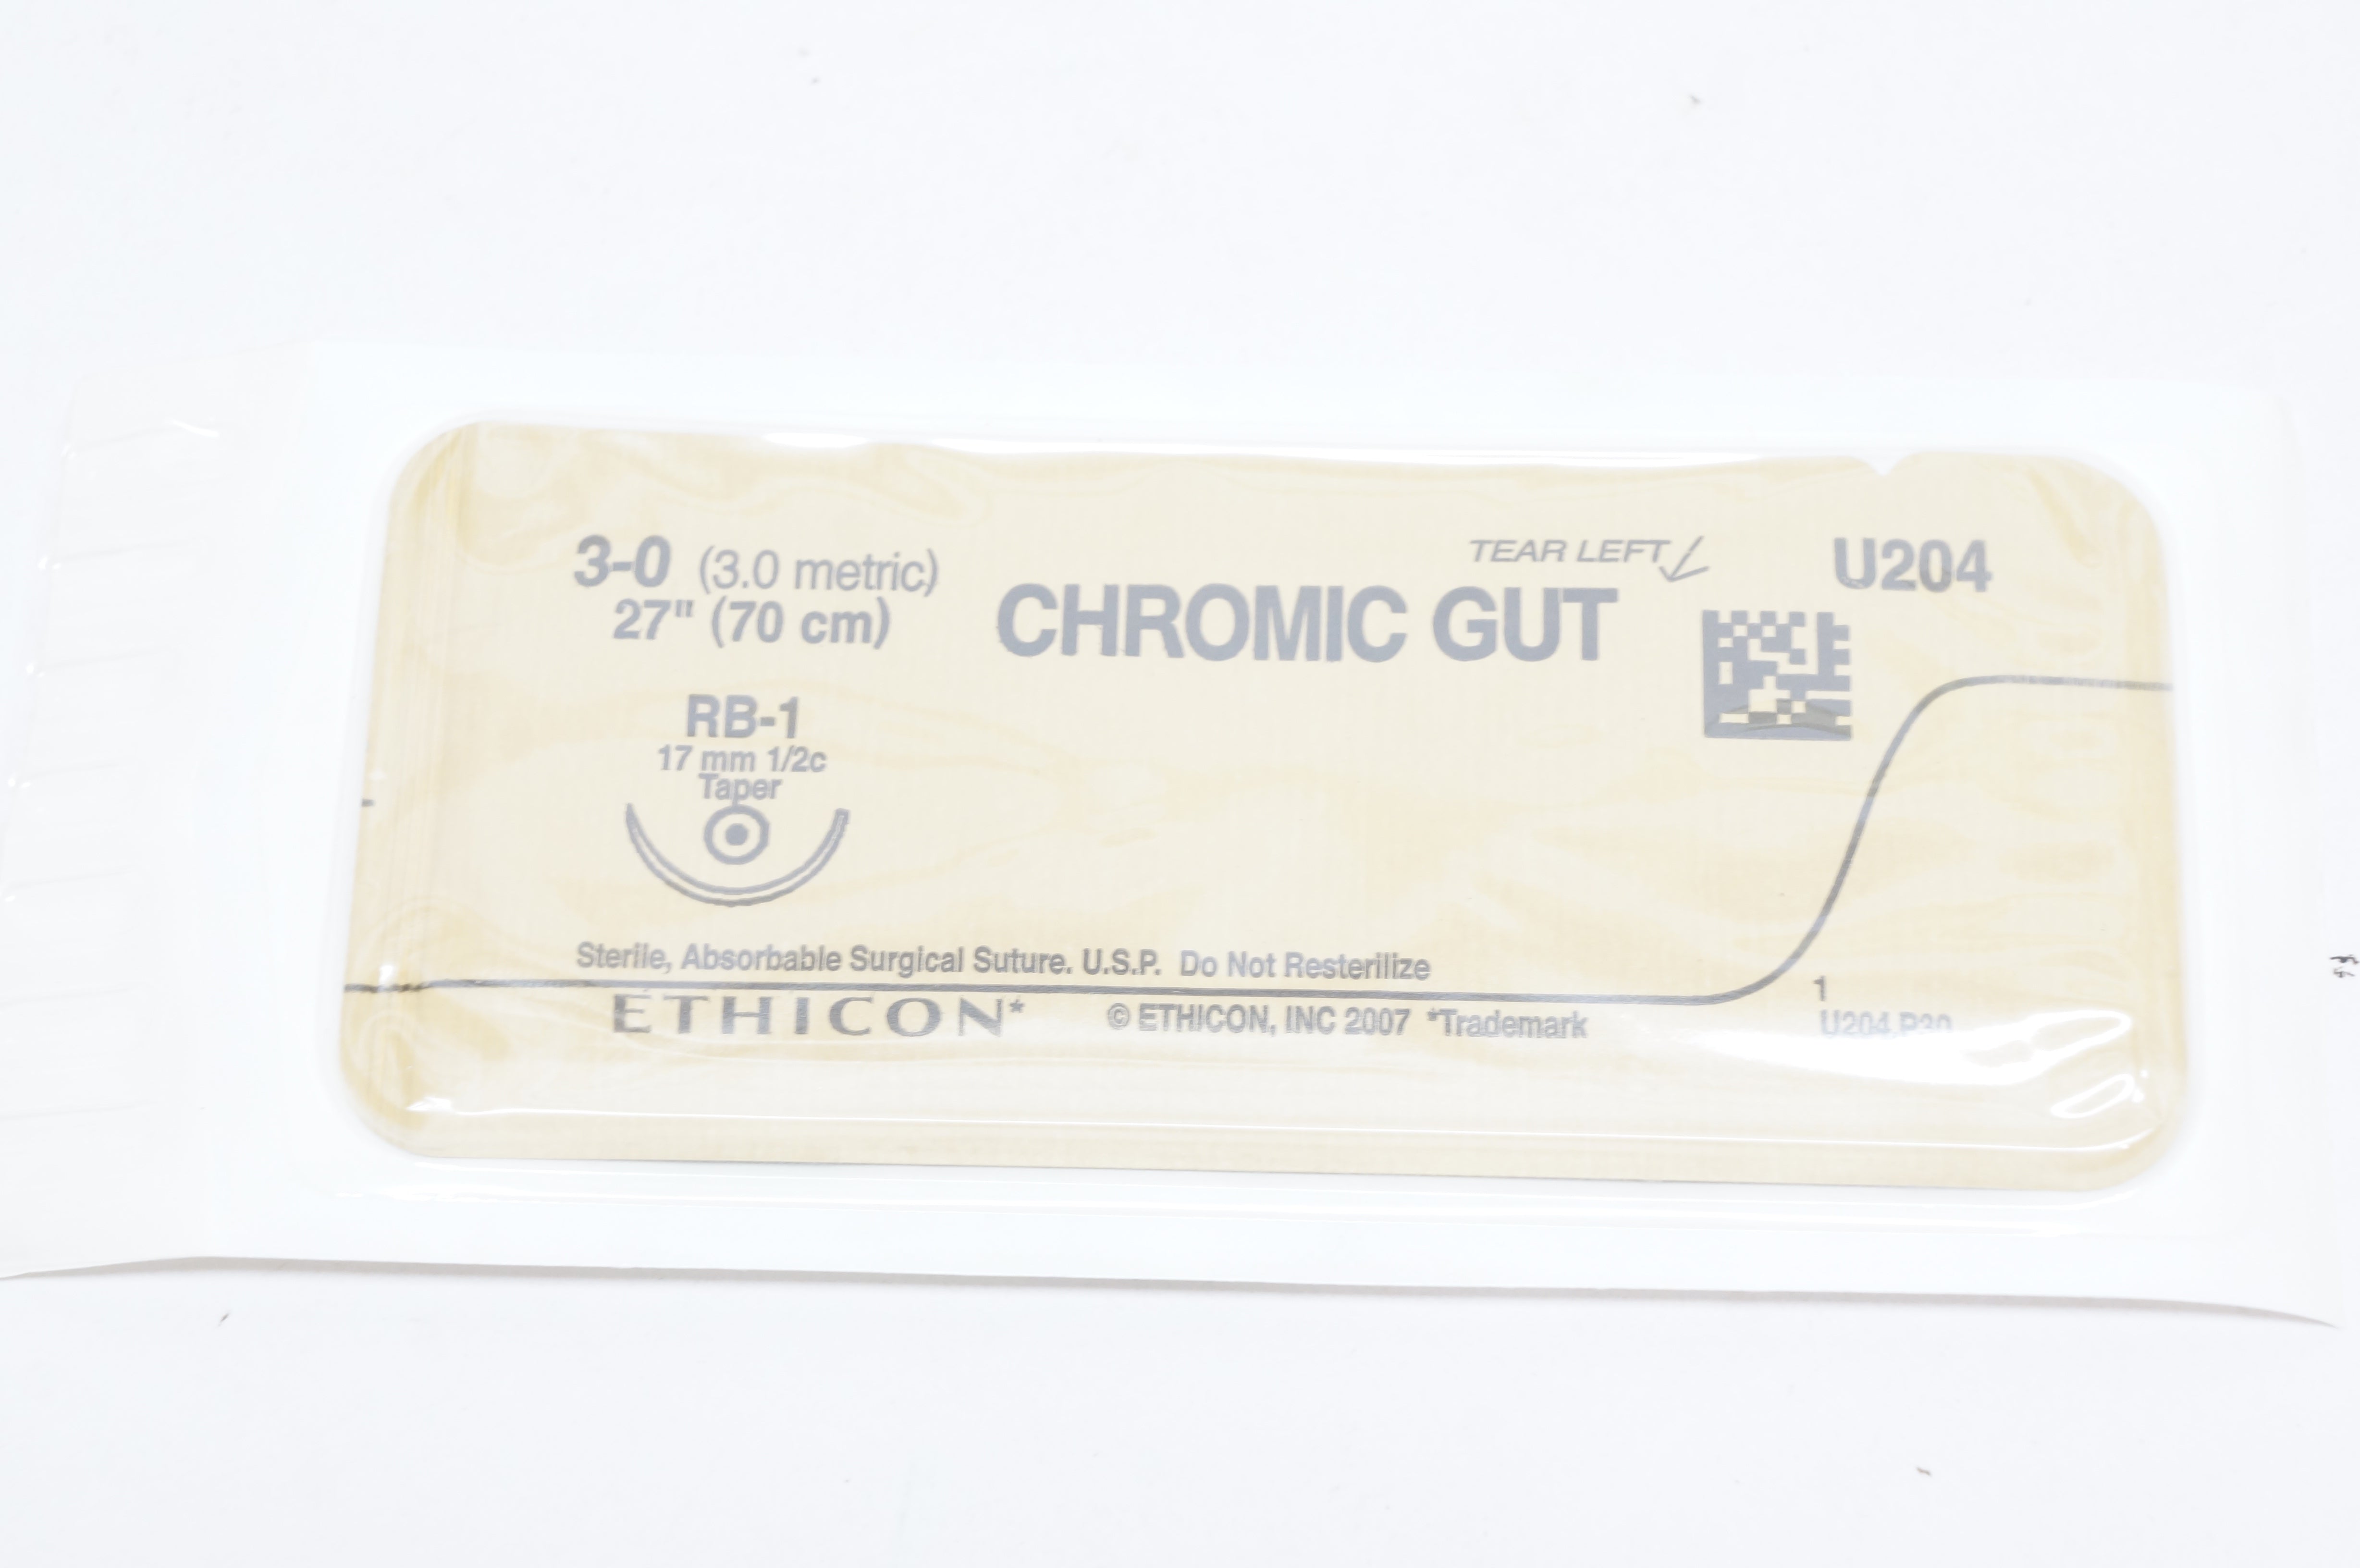 3-0 (3.0 metric)
27" (70 cm)
TEAR LEFT
CHROMIC GUT
U204
RB-1
17 mm 1/2c
Taper
Sterile, Absorbable Surgical Suture. U.S.P. Do Not Resterilize
ETHICON*
© ETHICON, INC 2007 *Trademark
1
U204